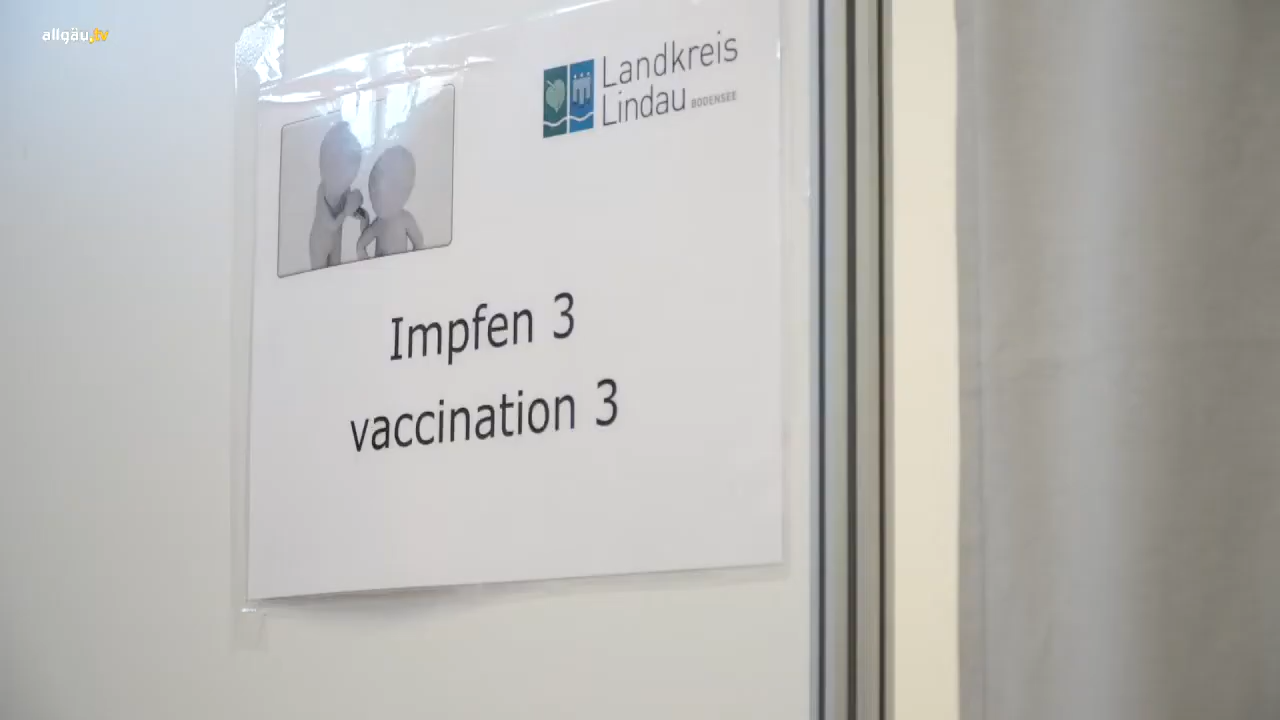 allgäu.tv
Landkreis
Lindau BODENSEE
Impfen 3
vaccination 3